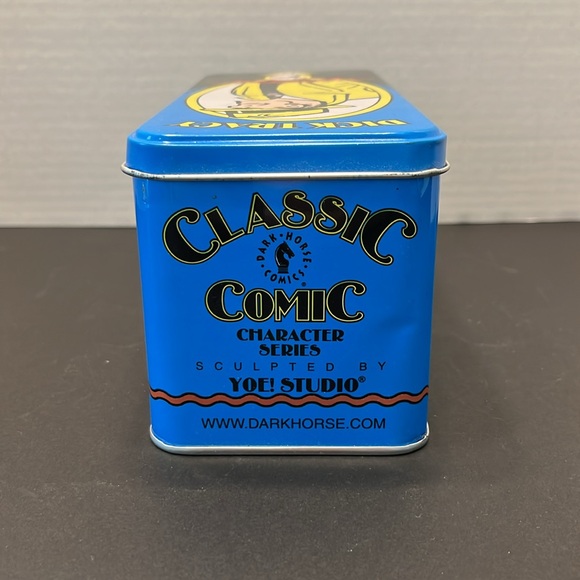 DICK TRACY
CLASSIC
DARK·HORSE
COMICS®
COMIC
CHARACTER
SERIES
SCULPTED BY
YOE! STUDIO®
WWW.DARKHORSE.COM